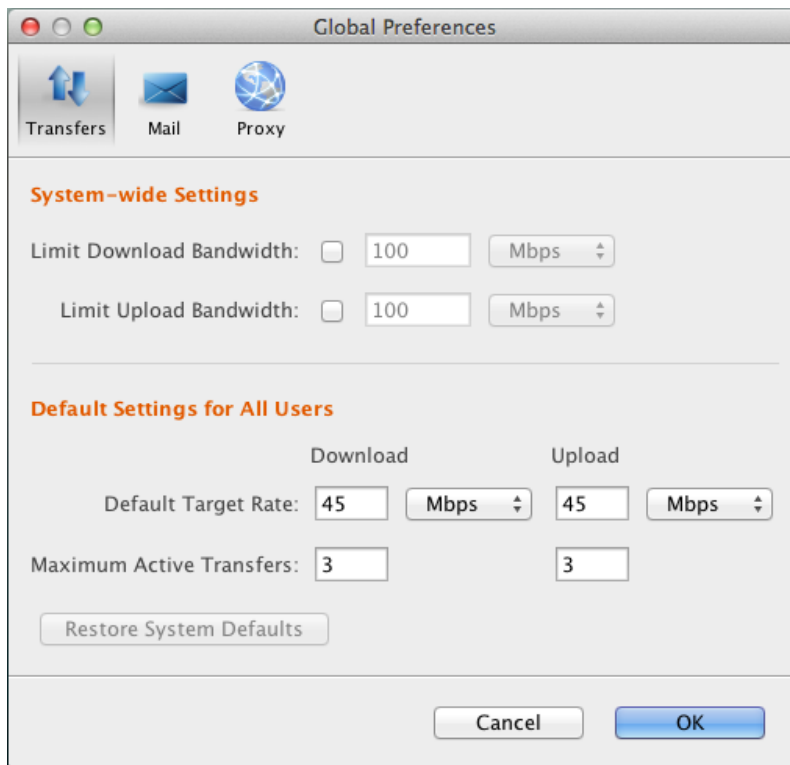 Global Preferences
Transfers Mail Proxy
System-wide Settings
Limit Download Bandwidth: 100 Mbps
Limit Upload Bandwidth: 100 Mbps
Default Settings for All Users
Download Upload
Default Target Rate: 45 Mbps 45 Mbps
Maximum Active Transfers: 3 3
Restore System Defaults
Cancel OK